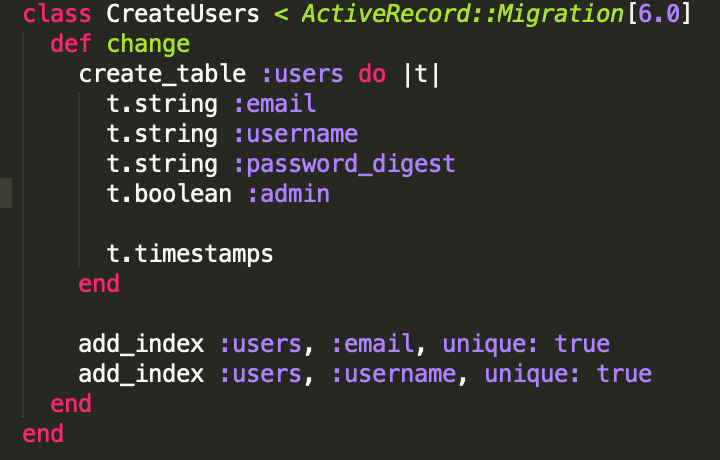 class CreateUsers < ActiveRecord::Migration[6.0]
  def change
    create_table :users do |t|
      t.string :email
      t.string :username
      t.string :password_digest
      t.boolean :admin

      t.timestamps
    end

    add_index :users, :email, unique: true
    add_index :users, :username, unique: true
  end
end